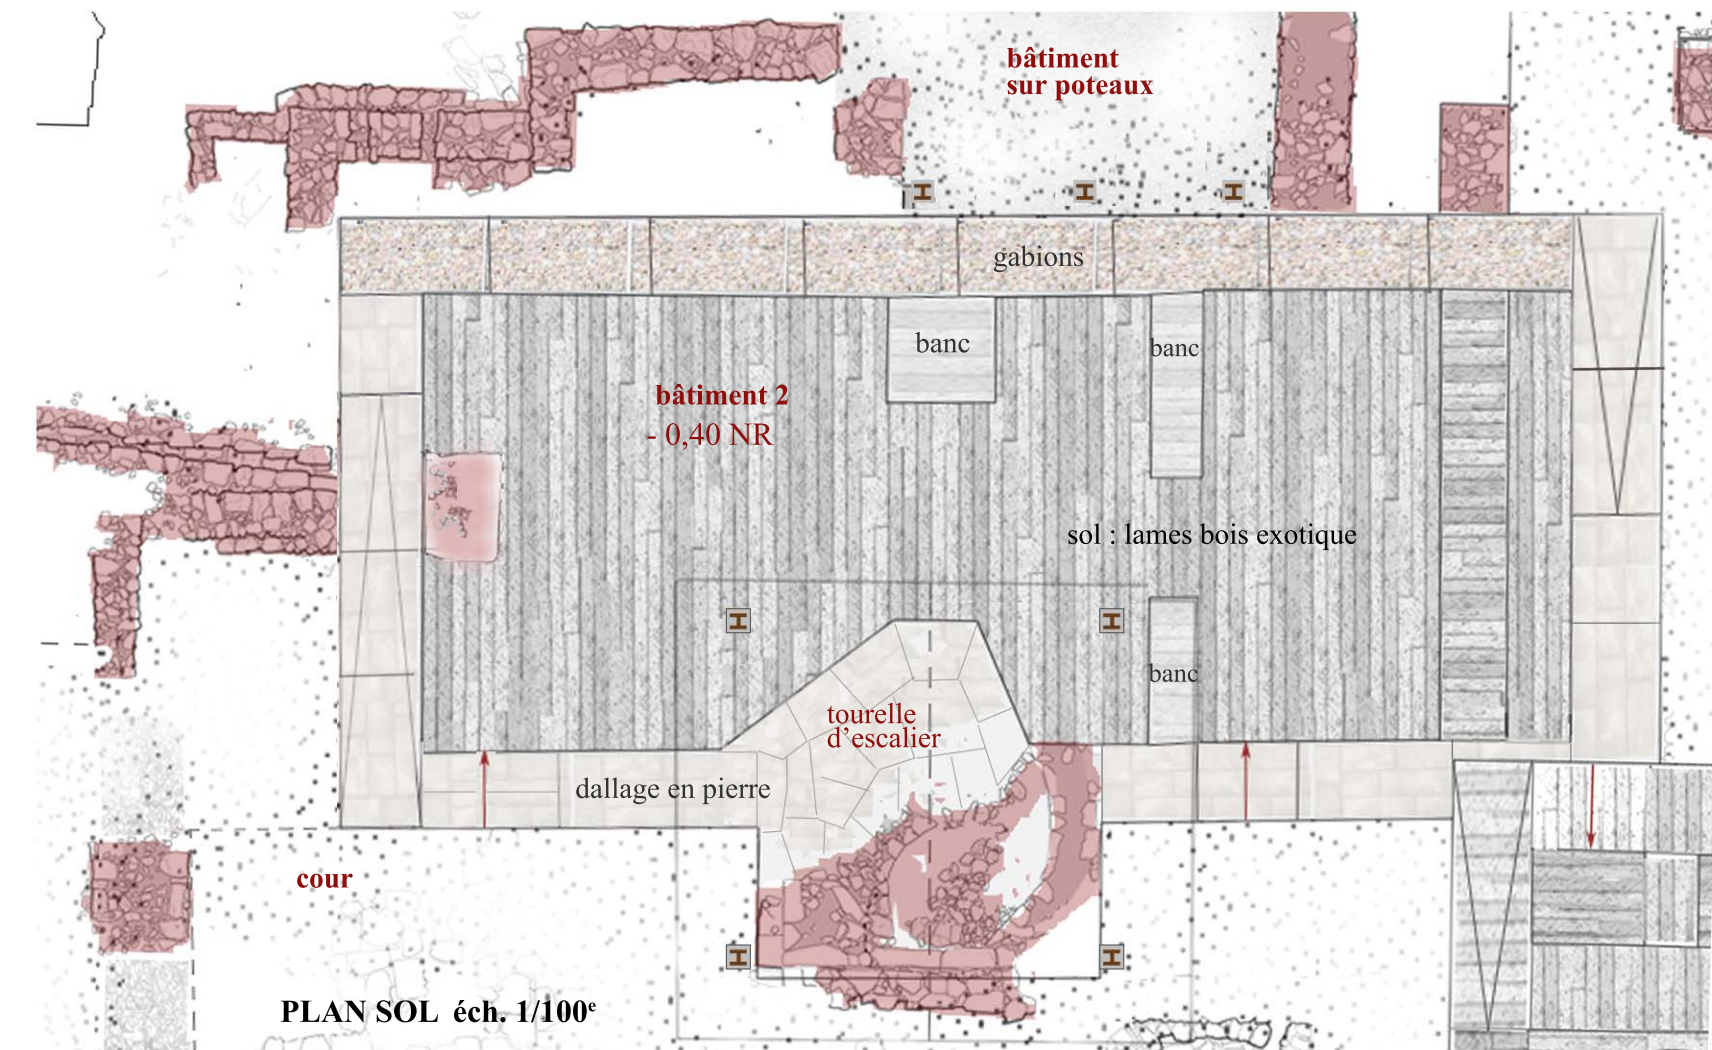 bâtiment
sur poteaux
gabions
banc
banc
bâtiment 2
- 0,40 NR
sol : lames bois exotique
banc
tourelle
d’escalier
dallage en pierre
cour
PLAN SOL éch. 1/100e